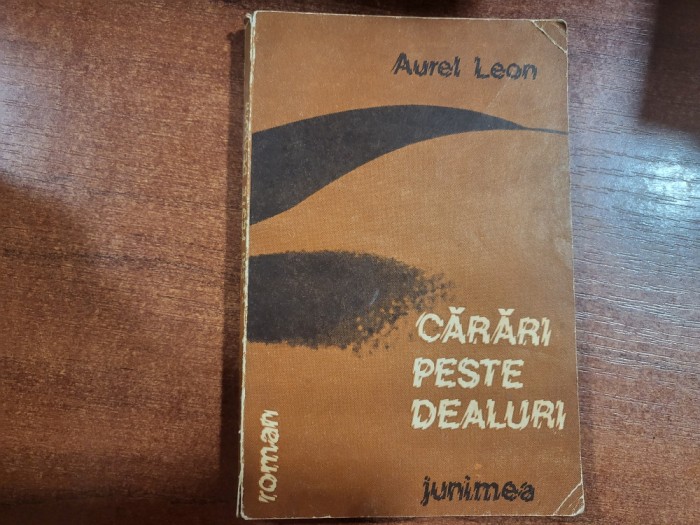 Aurel Leon
CĂRĂRI
PESTE
DEALURI
roman
junimea